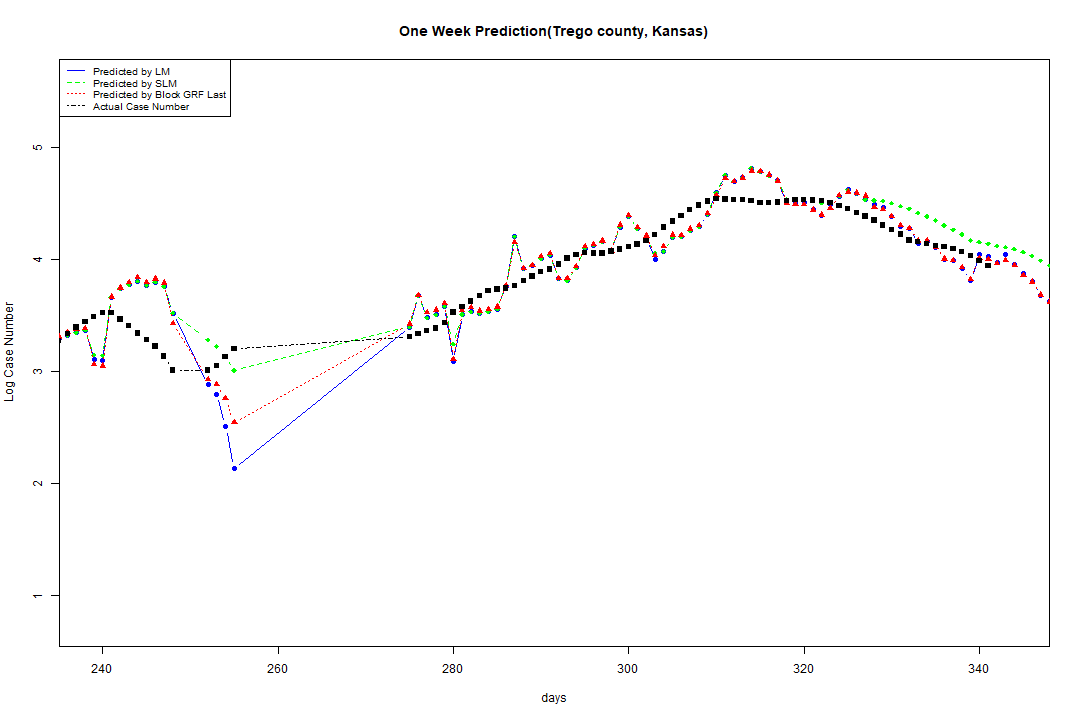 One Week Prediction(Trego county, Kansas)
Predicted by LM
Predicted by SLM
Predicted by Block GRF Last
Actual Case Number
5
4
3
2
1
Log Case Number
240 260 280 300 320 340
days